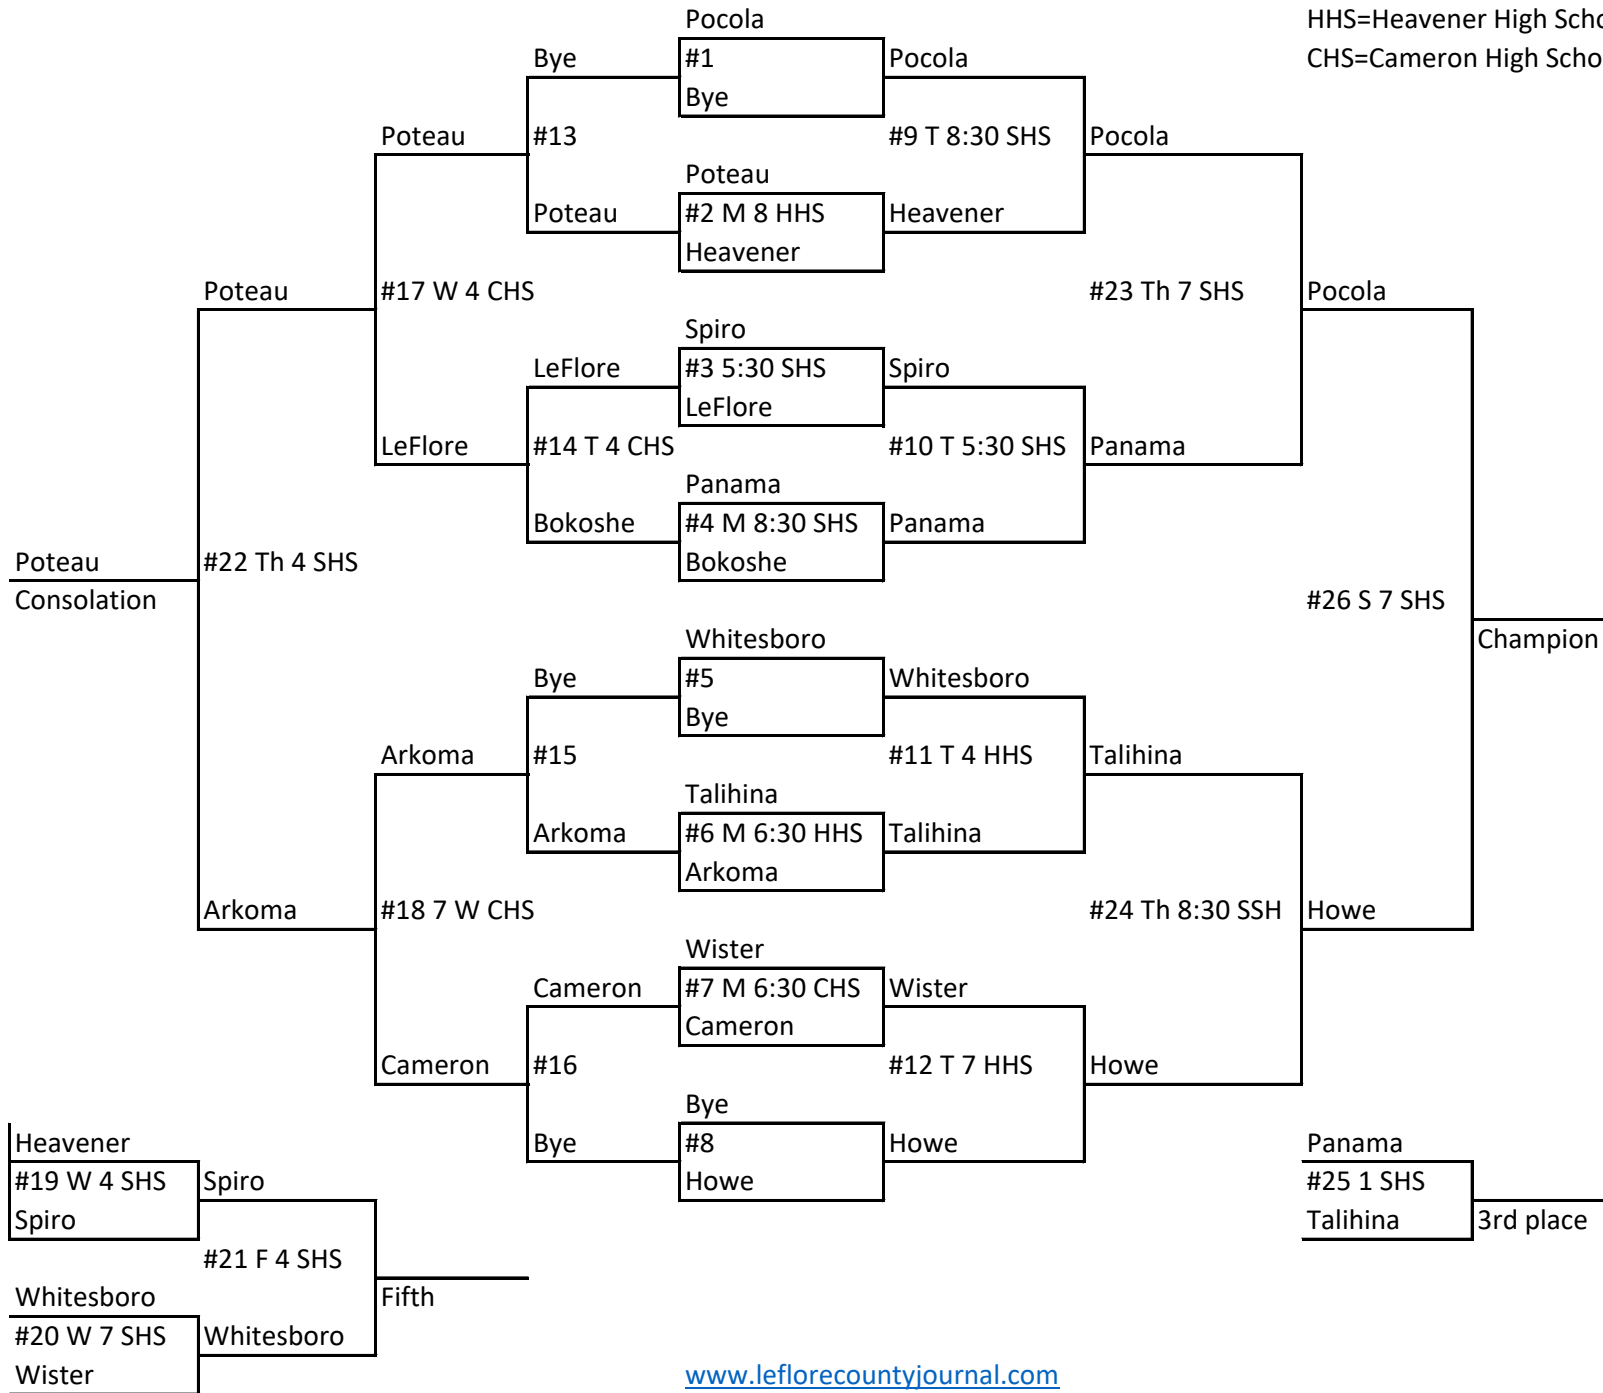 Pocola
HHS=Heavener High Scho
Bye
#1
Pocola
CHS=Cameron High Scho
Bye
Poteau
#13
#9 T 8:30 SHS
Pocola
Poteau
Poteau
#2 M 8 HHS
Heavener
Heavener
Poteau
#17 W 4 CHS
#23 Th 7 SHS
Pocola
Spiro
LeFlore
#3 5:30 SHS
Spiro
LeFlore
LeFlore
#14 T 4 CHS
#10 T 5:30 SHS
Panama
Panama
Bokoshe
#4 M 8:30 SHS
Panama
Poteau
#22 Th 4 SHS
Bokoshe
Consolation
#26 S 7 SHS
Whitesboro
Champion
Bye
#5
Whitesboro
Bye
Arkoma
#15
#11 T 4 HHS
Talihina
Talihina
Arkoma
#6 M 6:30 HHS
Talihina
Arkoma
Arkoma
#18 7 W CHS
#24 Th 8:30 SSH
Howe
Wister
Cameron
#7 M 6:30 CHS
Wister
Cameron
Cameron
#16
#12 T 7 HHS
Howe
Bye
Heavener
Bye
#8
Howe
Panama
#19 W 4 SHS
Spiro
Howe
#25 1 SHS
Spiro
Talihina
3rd place
#21 F 4 SHS
Whitesboro
Fifth
#20 W 7 SHS
Whitesboro
Wister
www.leflorecountyjournal.com